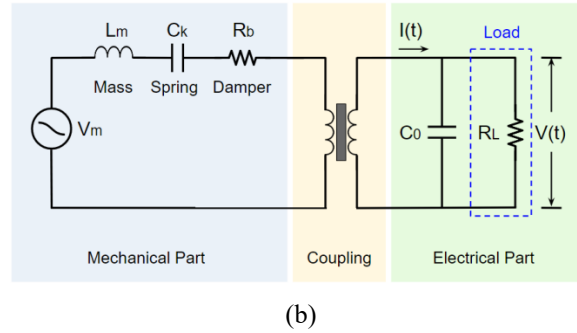 Lm Ck Rb
Mass Spring Damper
Vm
I(t)
Load
C0 RL V(t)
Mechanical Part Coupling Electrical Part
(b)